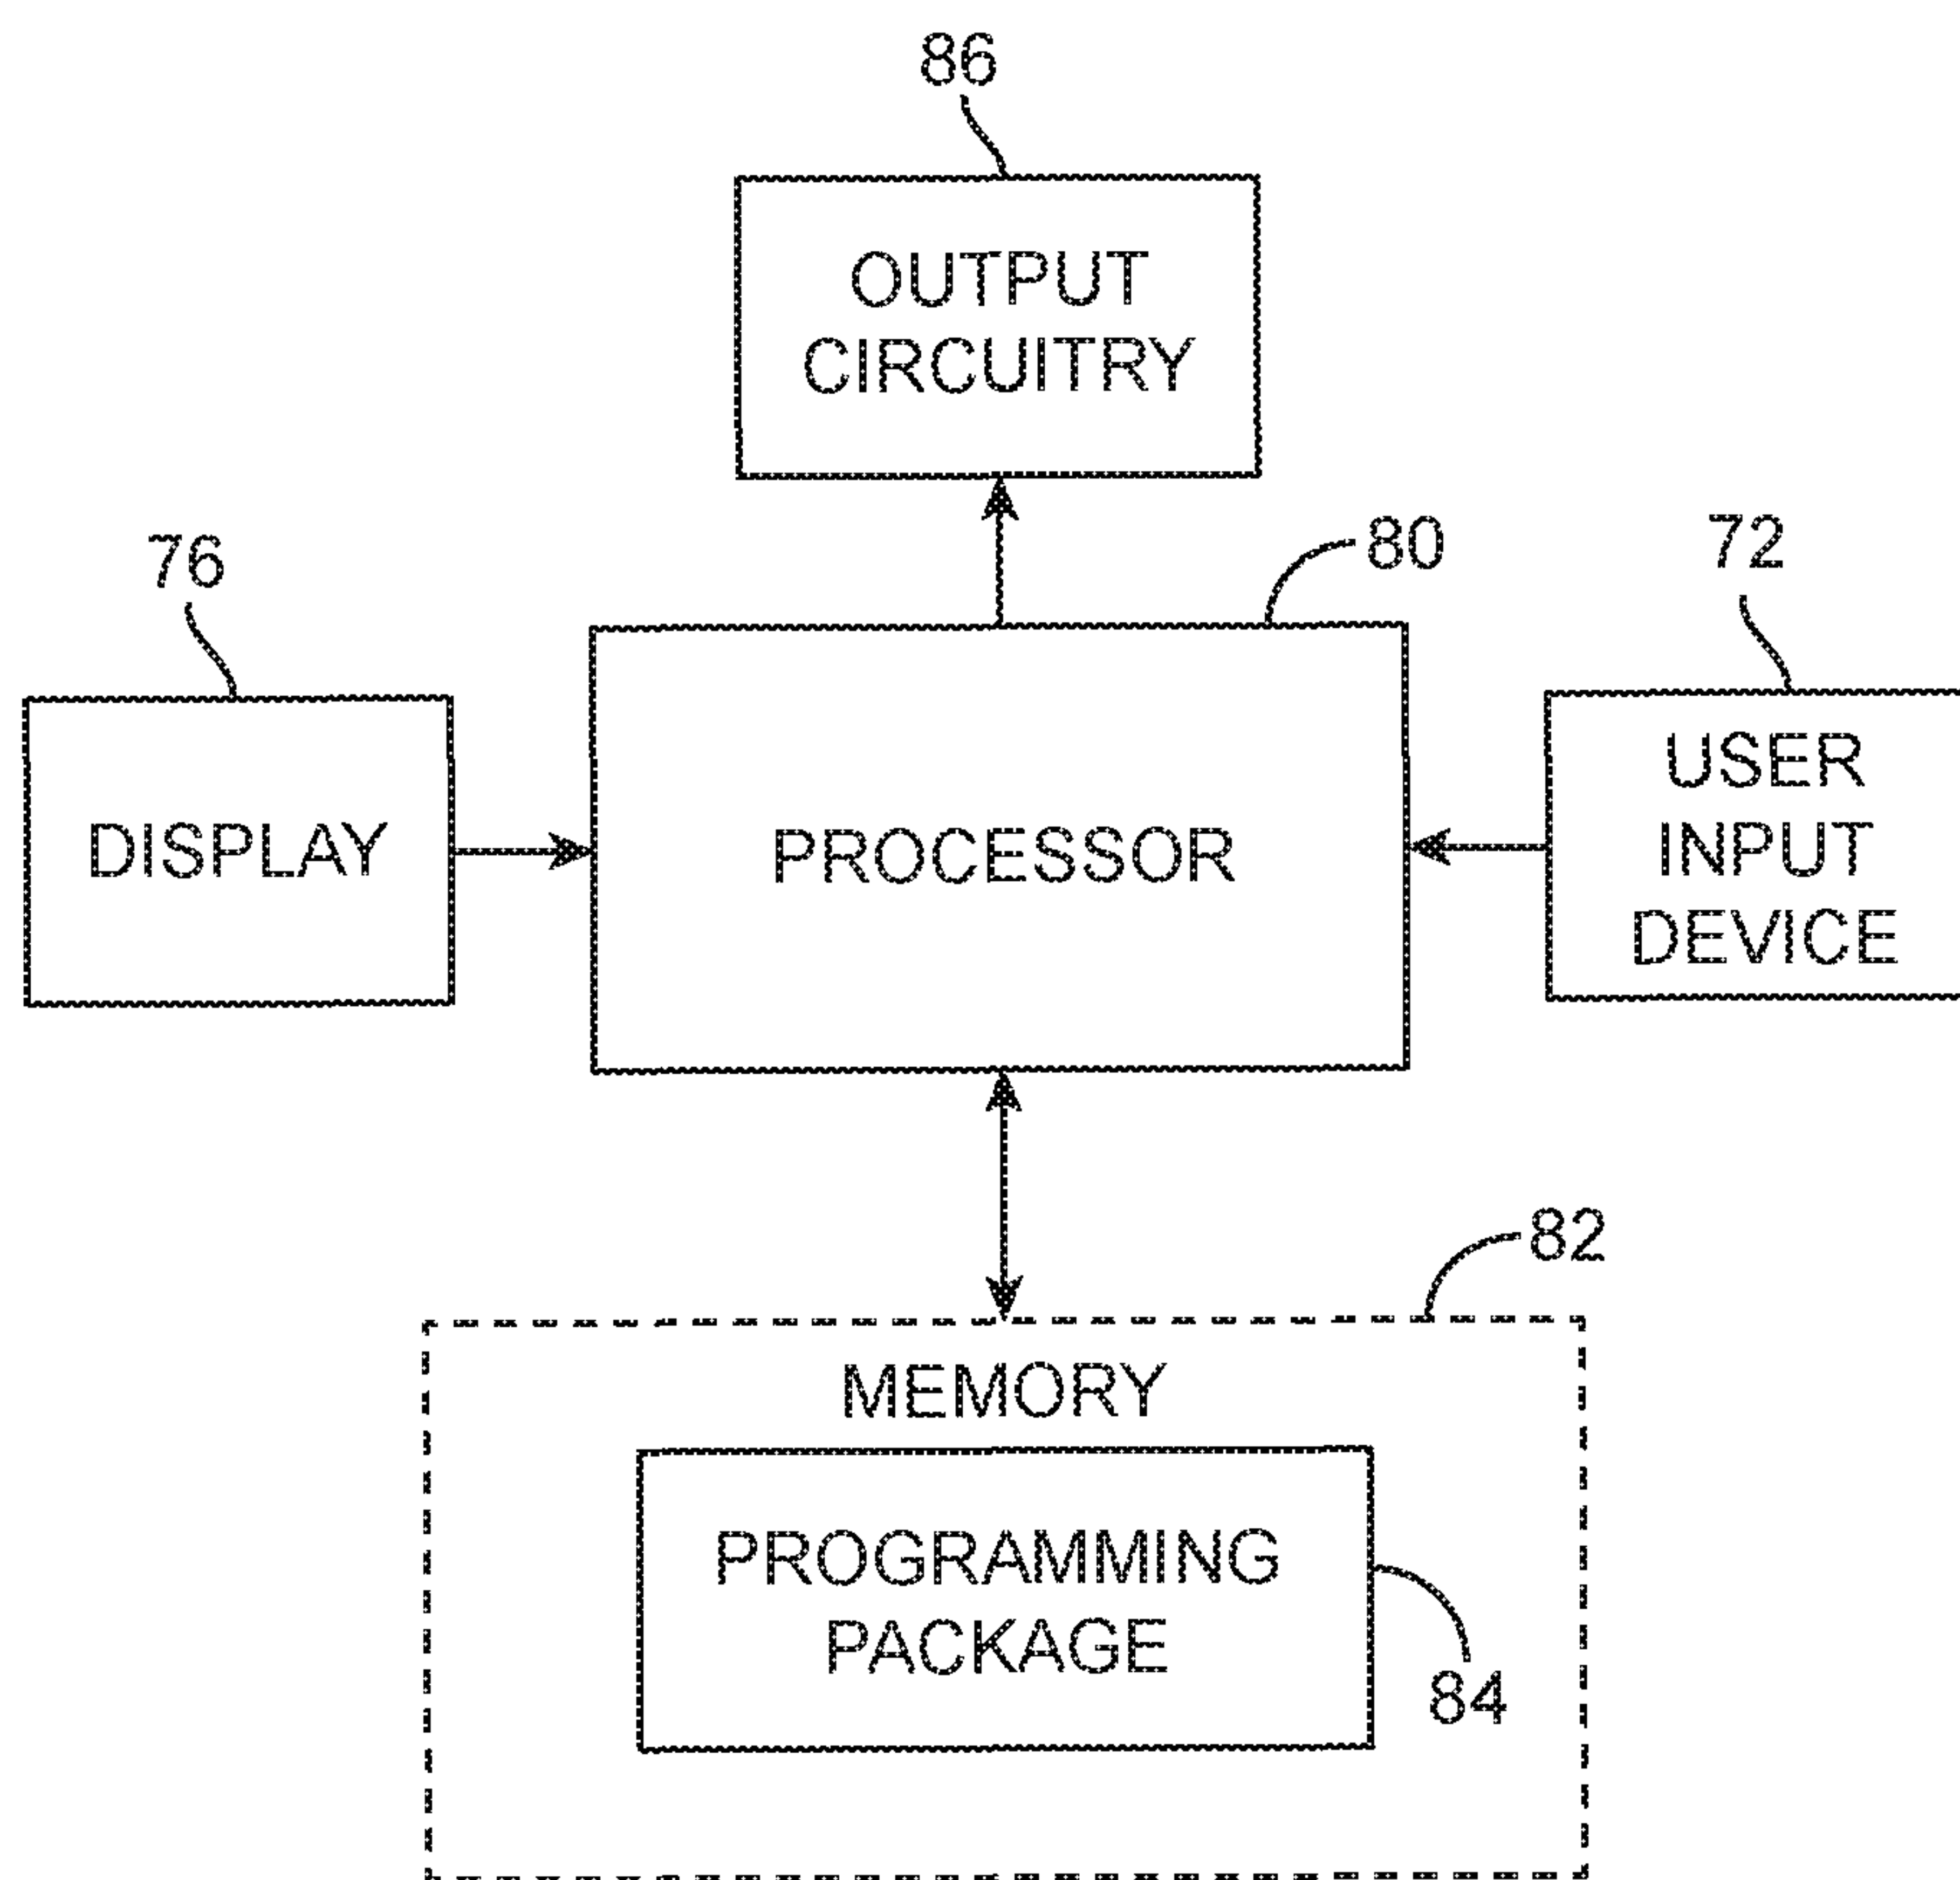 86
OUTPUT
CIRCUITRY
76
80
72
DISPLAY
PROCESSOR
USER
INPUT
DEVICE
82
MEMORY
PROGRAMMING
PACKAGE
84